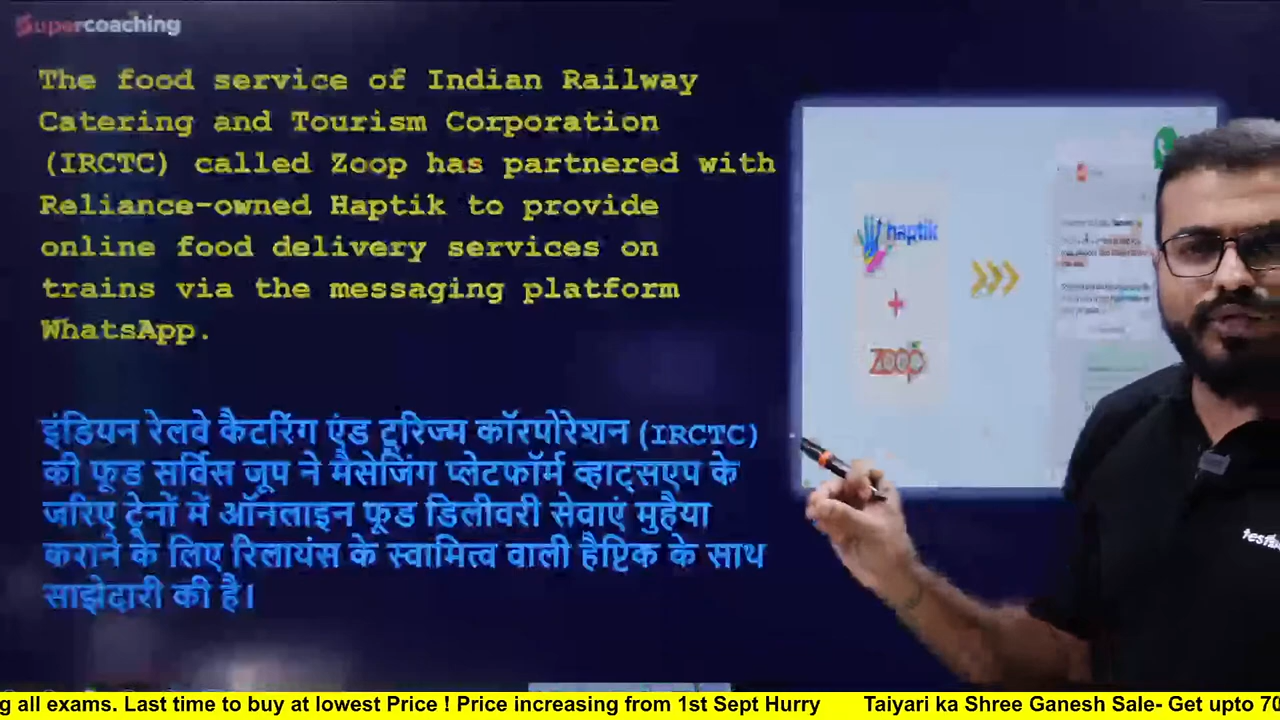 Supercoaching
The food service of Indian Railway
Catering and Tourism Corporation
(IRCTC) called Zoop has partnered with
Reliance-owned Haptik to provide
online food delivery services on
trains via the messaging platform
WhatsApp.
इंडियन रेलवे कैटरिंग एंड टूरिज्म कॉरपोरेशन (IRCTC)
की फूड सर्विस जूप ने मैसेजिंग प्लेटफॉर्म व्हाट्सएप के
जरिए ट्रेनों में ऑनलाइन फूड डिलीवरी सेवाएं मुहैया
कराने के लिए रिलायंस के स्वामित्व वाली हैप्टिक के साथ
साझेदारी की है।
haptik
+
zoop
g all exams. Last time to buy at lowest Price ! Price increasing from 1st Sept Hurry Taiyari ka Shree Ganesh Sale- Get upto 70